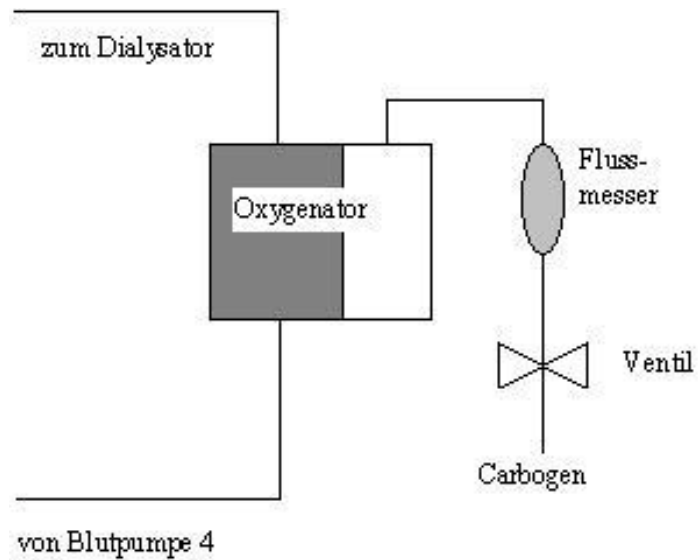 zum Dialysator
Fluss-
messer
Oxygenator
Ventil
Carbogen
von Blutpumpe 4